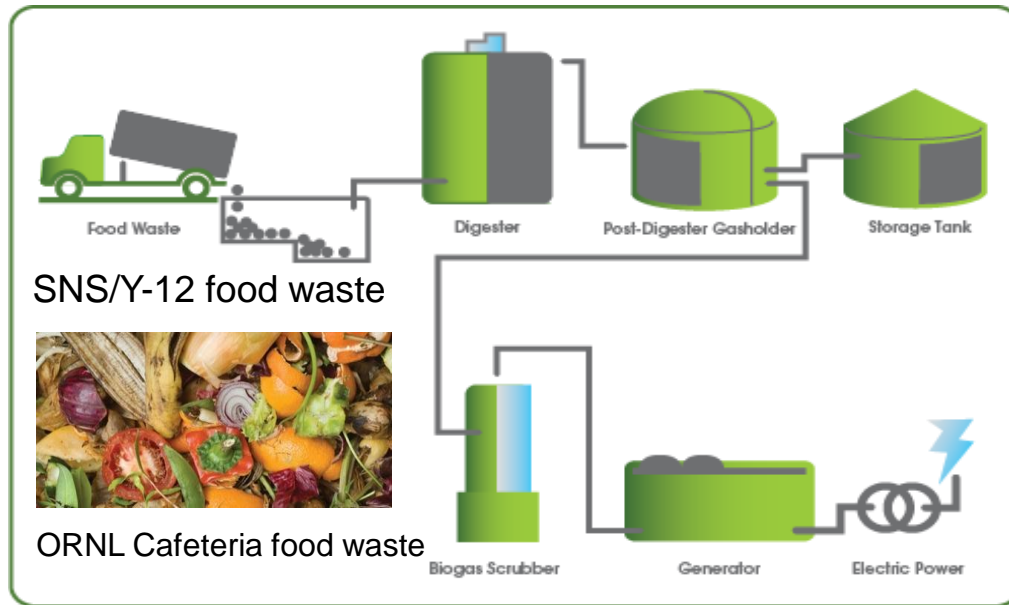 Food Waste
Digester
Post-Digester Gasholder
Storage Tank
SNS/Y-12 food waste
ORNL Cafeteria food waste
Biogas Scrubber
Generator
Electric Power